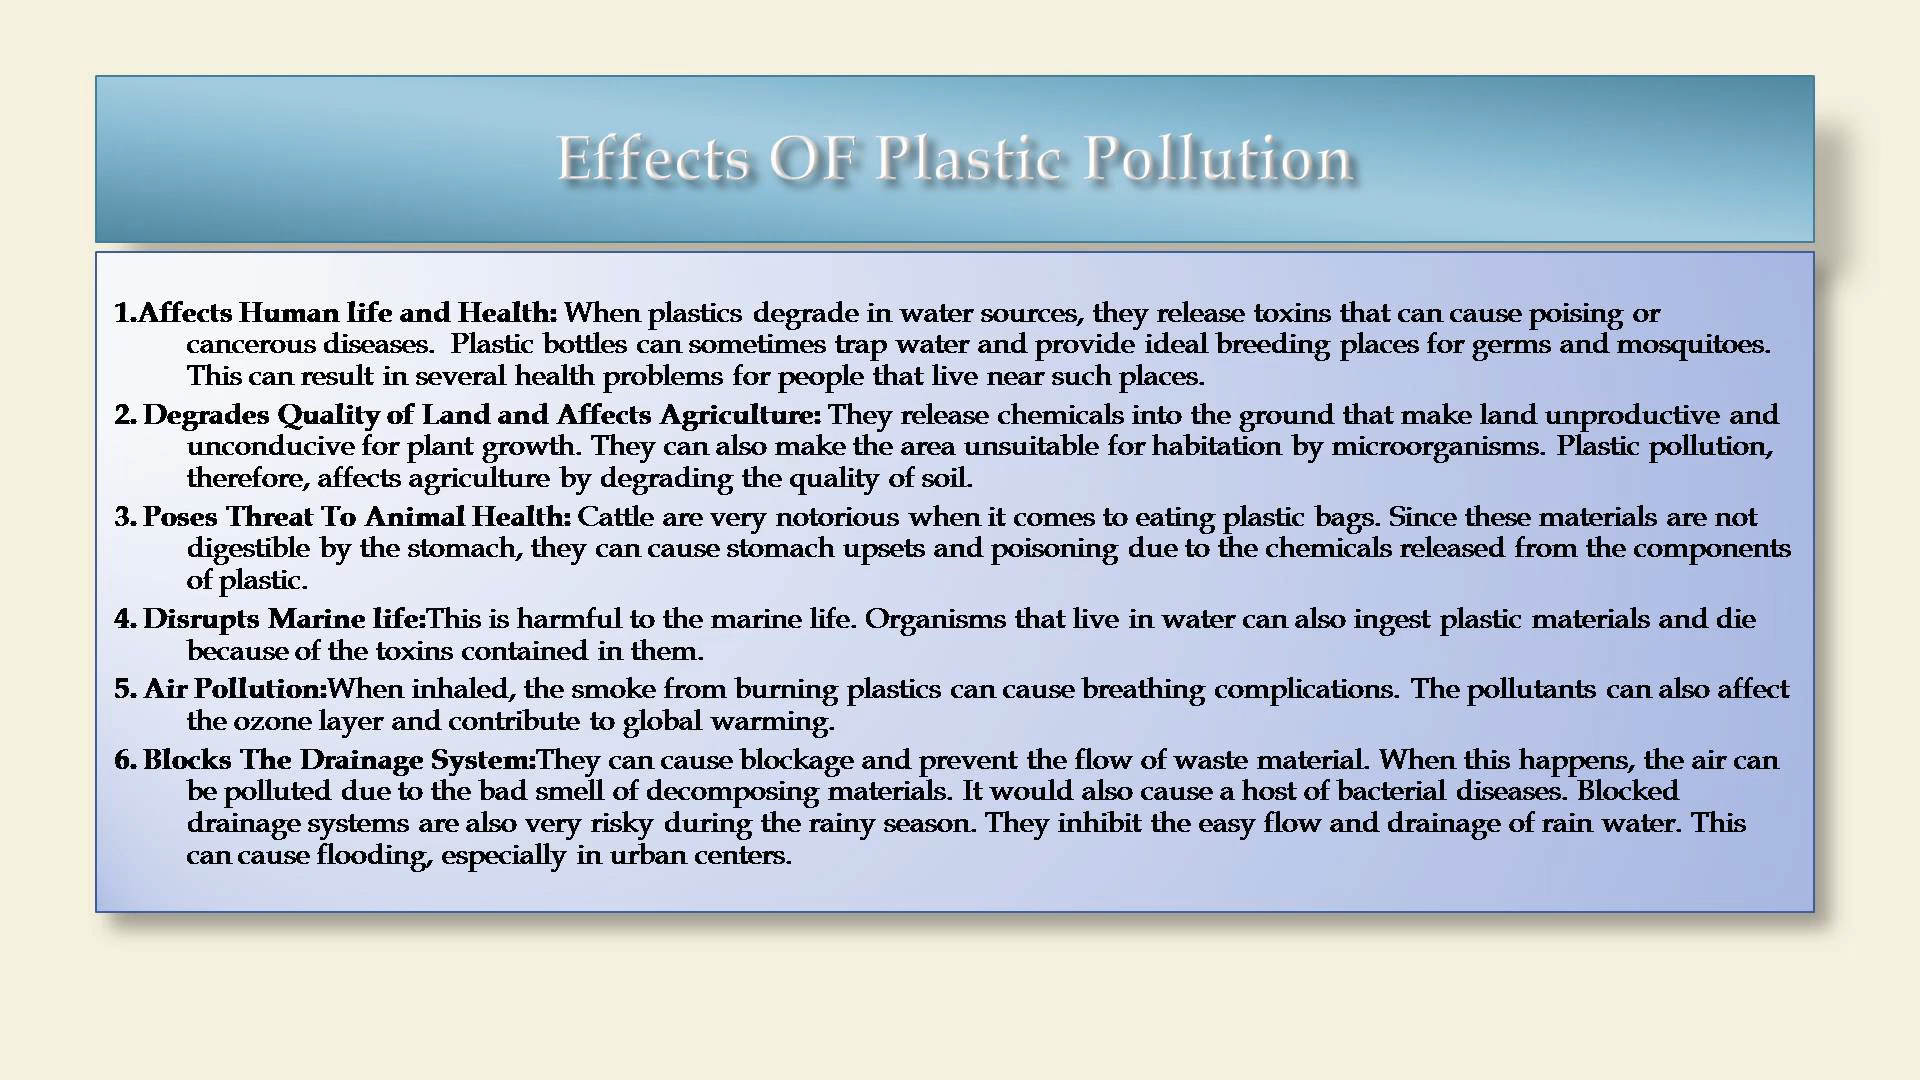 Effects OF Plastic Pollution
1.Affects Human life and Health: When plastics degrade in water sources, they release toxins that can cause poising or
cancerous diseases. Plastic bottles can sometimes trap water and provide ideal breeding places for germs and mosquitoes.
This can result in several health problems for people that live near such places.
2. Degrades Quality of Land and Affects Agriculture: They release chemicals into the ground that make land unproductive and
unconducive for plant growth. They can also make the area unsuitable for habitation by microorganisms. Plastic pollution,
therefore, affects agriculture by degrading the quality of soil.
3. Poses Threat To Animal Health: Cattle are very notorious when it comes to eating plastic bags. Since these materials are not
digestible by the stomach, they can cause stomach upsets and poisoning due to the chemicals released from the components
of plastic.
4. Disrupts Marine life:This is harmful to the marine life. Organisms that live in water can also ingest plastic materials and die
because of the toxins contained in them.
5. Air Pollution:When inhaled, the smoke from burning plastics can cause breathing complications. The pollutants can also affect
the ozone layer and contribute to global warming.
6. Blocks The Drainage System:They can cause blockage and prevent the flow of waste material. When this happens, the air can
be polluted due to the bad smell of decomposing materials. It would also cause a host of bacterial diseases. Blocked
drainage systems are also very risky during the rainy season. They inhibit the easy flow and drainage of rain water. This
can cause flooding, especially in urban centers.